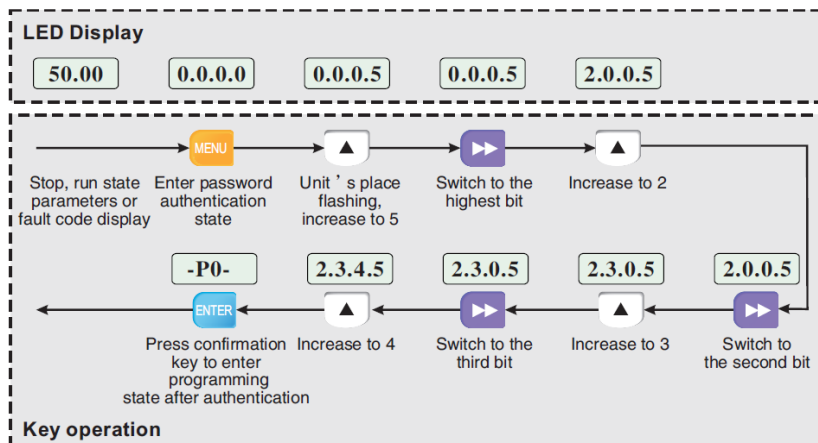 LED Display
50.00
0.0.0.0
0.0.0.5
0.0.0.5
2.0.0.5
MENU
Stop, run state
parameters or
fault code display
Enter password
authentication
state
Unit ' s place
flashing,
increase to 5
Switch to the
highest bit
Increase to 2
-P0-
2.3.4.5
2.3.0.5
2.3.0.5
2.0.0.5
ENTER
Press confirmation
key to enter
programming
state after authentication
Increase to 4
Switch to the
third bit
Increase to 3
Switch to
the second bit
Key operation